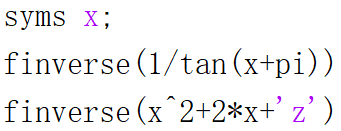 syms x;
finverse(1/tan(x+pi))
finverse(x^2+2*x+'z')